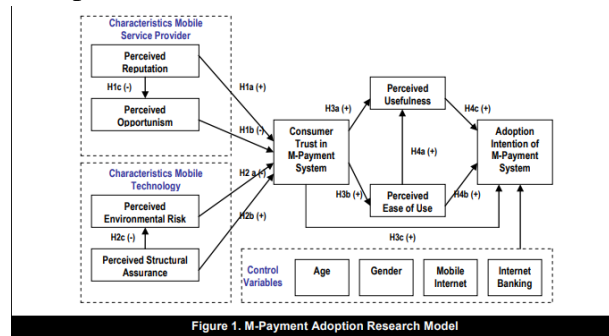 Characteristics Mobile
Service Provider
Perceived
Reputation
H1c (-)
Perceived
Opportunism
H1a (+)
H1b (-)
Characteristics Mobile
Technology
Perceived
Environmental Risk
H2c (-)
Perceived Structural
Assurance
H2 a (-)
H2b (+)
Consumer
Trust in
M-Payment
System
H3a (+)
H3b (+)
H3c (+)
Perceived
Usefulness
H4a (+)
Perceived
Ease of Use
H4c (+)
H4b (+)
Adoption
Intention of
M-Payment
System
Control
Variables
Age
Gender
Mobile
Internet
Internet
Banking
Figure 1. M-Payment Adoption Research Model